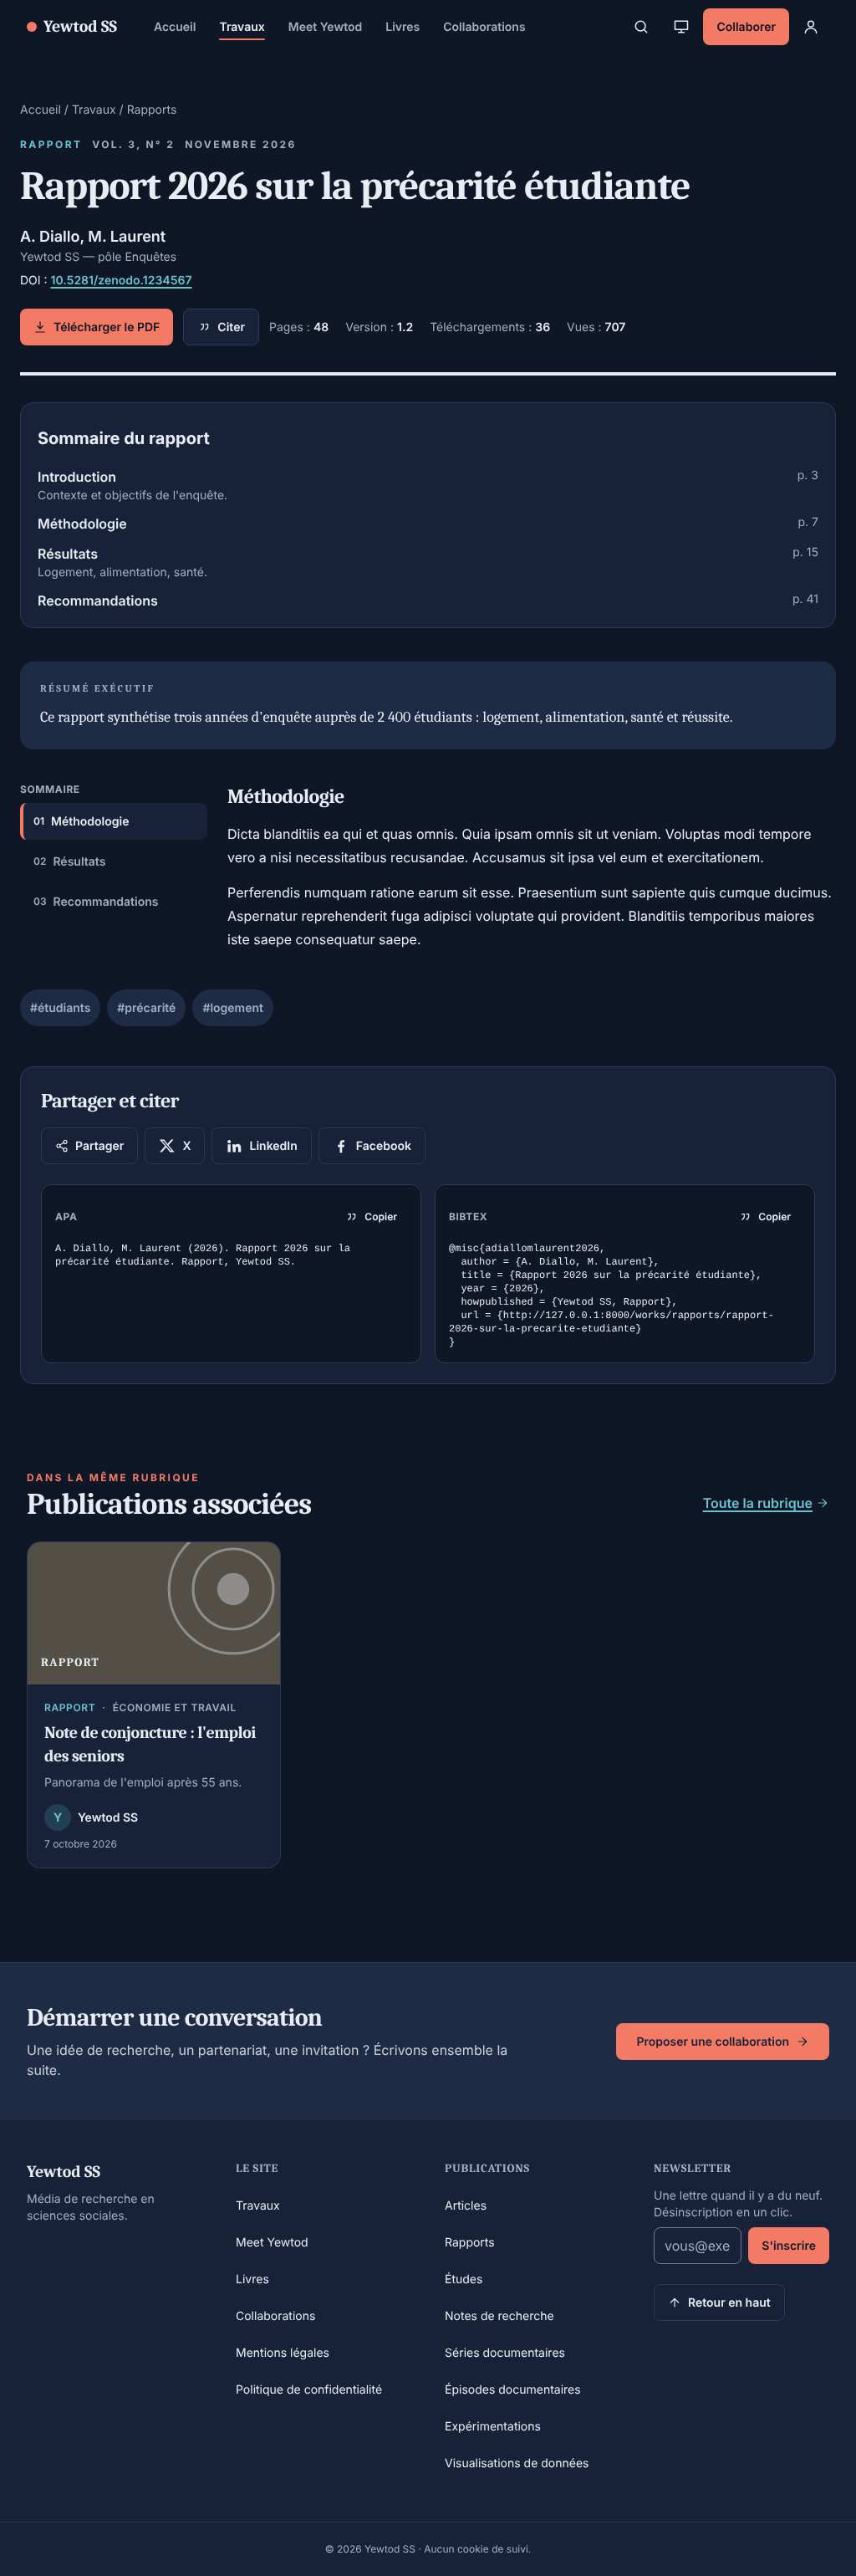 Yewtod SS
Accueil
Travaux
Meet Yewtod
Livres
Collaborations
Collaborer
Accueil / Travaux / Rapports
RAPPORT VOL. 3, N° 2 NOVEMBRE 2026
Rapport 2026 sur la précarité étudiante
A. Diallo, M. Laurent
Yewtod SS — pôle Enquêtes
DOI : 10.5281/zenodo.1234567
Télécharger le PDF
Citer
Pages : 48
Version : 1.2
Téléchargements : 36
Vues : 707
Sommaire du rapport
Introduction p. 3
Contexte et objectifs de l'enquête.
Méthodologie p. 7
Résultats p. 15
Logement, alimentation, santé.
Recommandations p. 41
RÉSUMÉ EXÉCUTIF
Ce rapport synthétise trois années d'enquête auprès de 2 400 étudiants : logement, alimentation, santé et réussite.
SOMMAIRE
01 Méthodologie
02 Résultats
03 Recommandations
Méthodologie
Dicta blanditiis ea qui et quas omnis. Quia ipsam omnis sit ut veniam. Voluptas modi tempore
vero a nisi necessitatibus recusandae. Accusamus sit ipsa vel eum et exercitationem.
Perferendis numquam ratione earum sit esse. Praesentium sunt sapiente quis cumque ducimus.
Aspernatur reprehenderit fuga adipisci voluptate qui provident. Blanditiis temporibus maiores
iste saepe consequatur saepe.
#étudiants
#précarité
#logement
Partager et citer
Partager
X
LinkedIn
Facebook
APA
Copier
A. Diallo, M. Laurent (2026). Rapport 2026 sur la
précarité étudiante. Rapport, Yewtod SS.
BIBTEX
Copier
@misc{adiallomlaurent2026,
author = {A. Diallo, M. Laurent},
title = {Rapport 2026 sur la précarité étudiante},
year = {2026},
howpublished = {Yewtod SS, Rapport},
url = {http://127.0.0.1:8000/works/rapports/rapport-
2026-sur-la-precarite-etudiante}
}
DANS LA MÊME RUBRIQUE
Publications associées
Toute la rubrique →
RAPPORT
RAPPORT · ÉCONOMIE ET TRAVAIL
Note de conjoncture : l'emploi
des seniors
Panorama de l'emploi après 55 ans.
Y Yewtod SS
7 octobre 2026
Démarrer une conversation
Une idée de recherche, un partenariat, une invitation ? Écrivons ensemble la
suite.
Proposer une collaboration →
Yewtod SS
Média de recherche en
sciences sociales.
LE SITE
Travaux
Meet Yewtod
Livres
Collaborations
Mentions légales
Politique de confidentialité
PUBLICATIONS
Articles
Rapports
Études
Notes de recherche
Séries documentaires
Épisodes documentaires
Expérimentations
Visualisations de données
NEWSLETTER
Une lettre quand il y a du neuf.
Désinscription en un clic.
vous@exe
S'inscrire
↑ Retour en haut
© 2026 Yewtod SS · Aucun cookie de suivi.